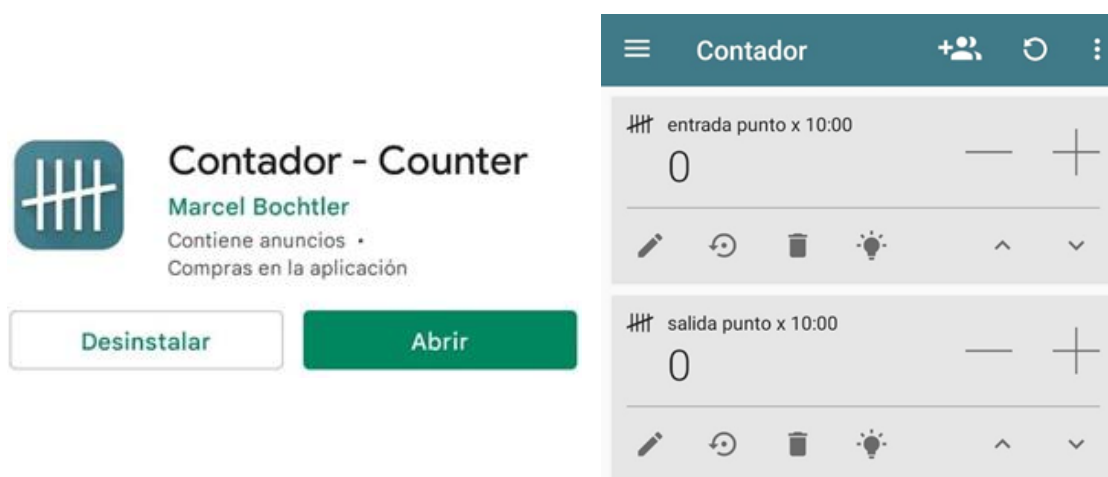 Contador - Counter
Marcel Bochtler
Contiene anuncios •
Compras en la aplicación
Desinstalar
Abrir
Contador
entrada punto x 10:00
0
salida punto x 10:00
0